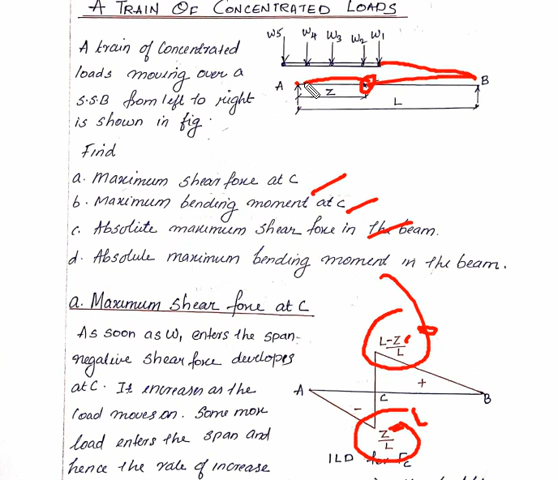 A TRAIN OF CONCENTRATED LOADS
A train of Concentrated
loads moving over a
S.S.B from left to right
is shown in fig.
W5 W4 W3 W2 W1
A Z B
L
Find
a. Maximum shear force at C
b. Maximum bending moment at C
c. Absolute maximum shear force in the beam.
d. Absolute maximum bending moment in the beam.
a. Maximum shear force at C
As soon as W1 enters the span
negative shear force developes
at C. It increases as the
load moves on. Some more
load enters the span and
hence the rate of increase
L-Z/L
+
A C B
-
Z/L
ILD for Fc